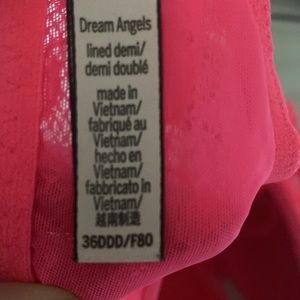 Dream Angels
lined demi/
demi doublé
made in
Vietnam/
fabriqué au
Vietnam/
hecho en
Vietnam/
fabbricato in
Vietnam/
越南制造
36DDD/F80